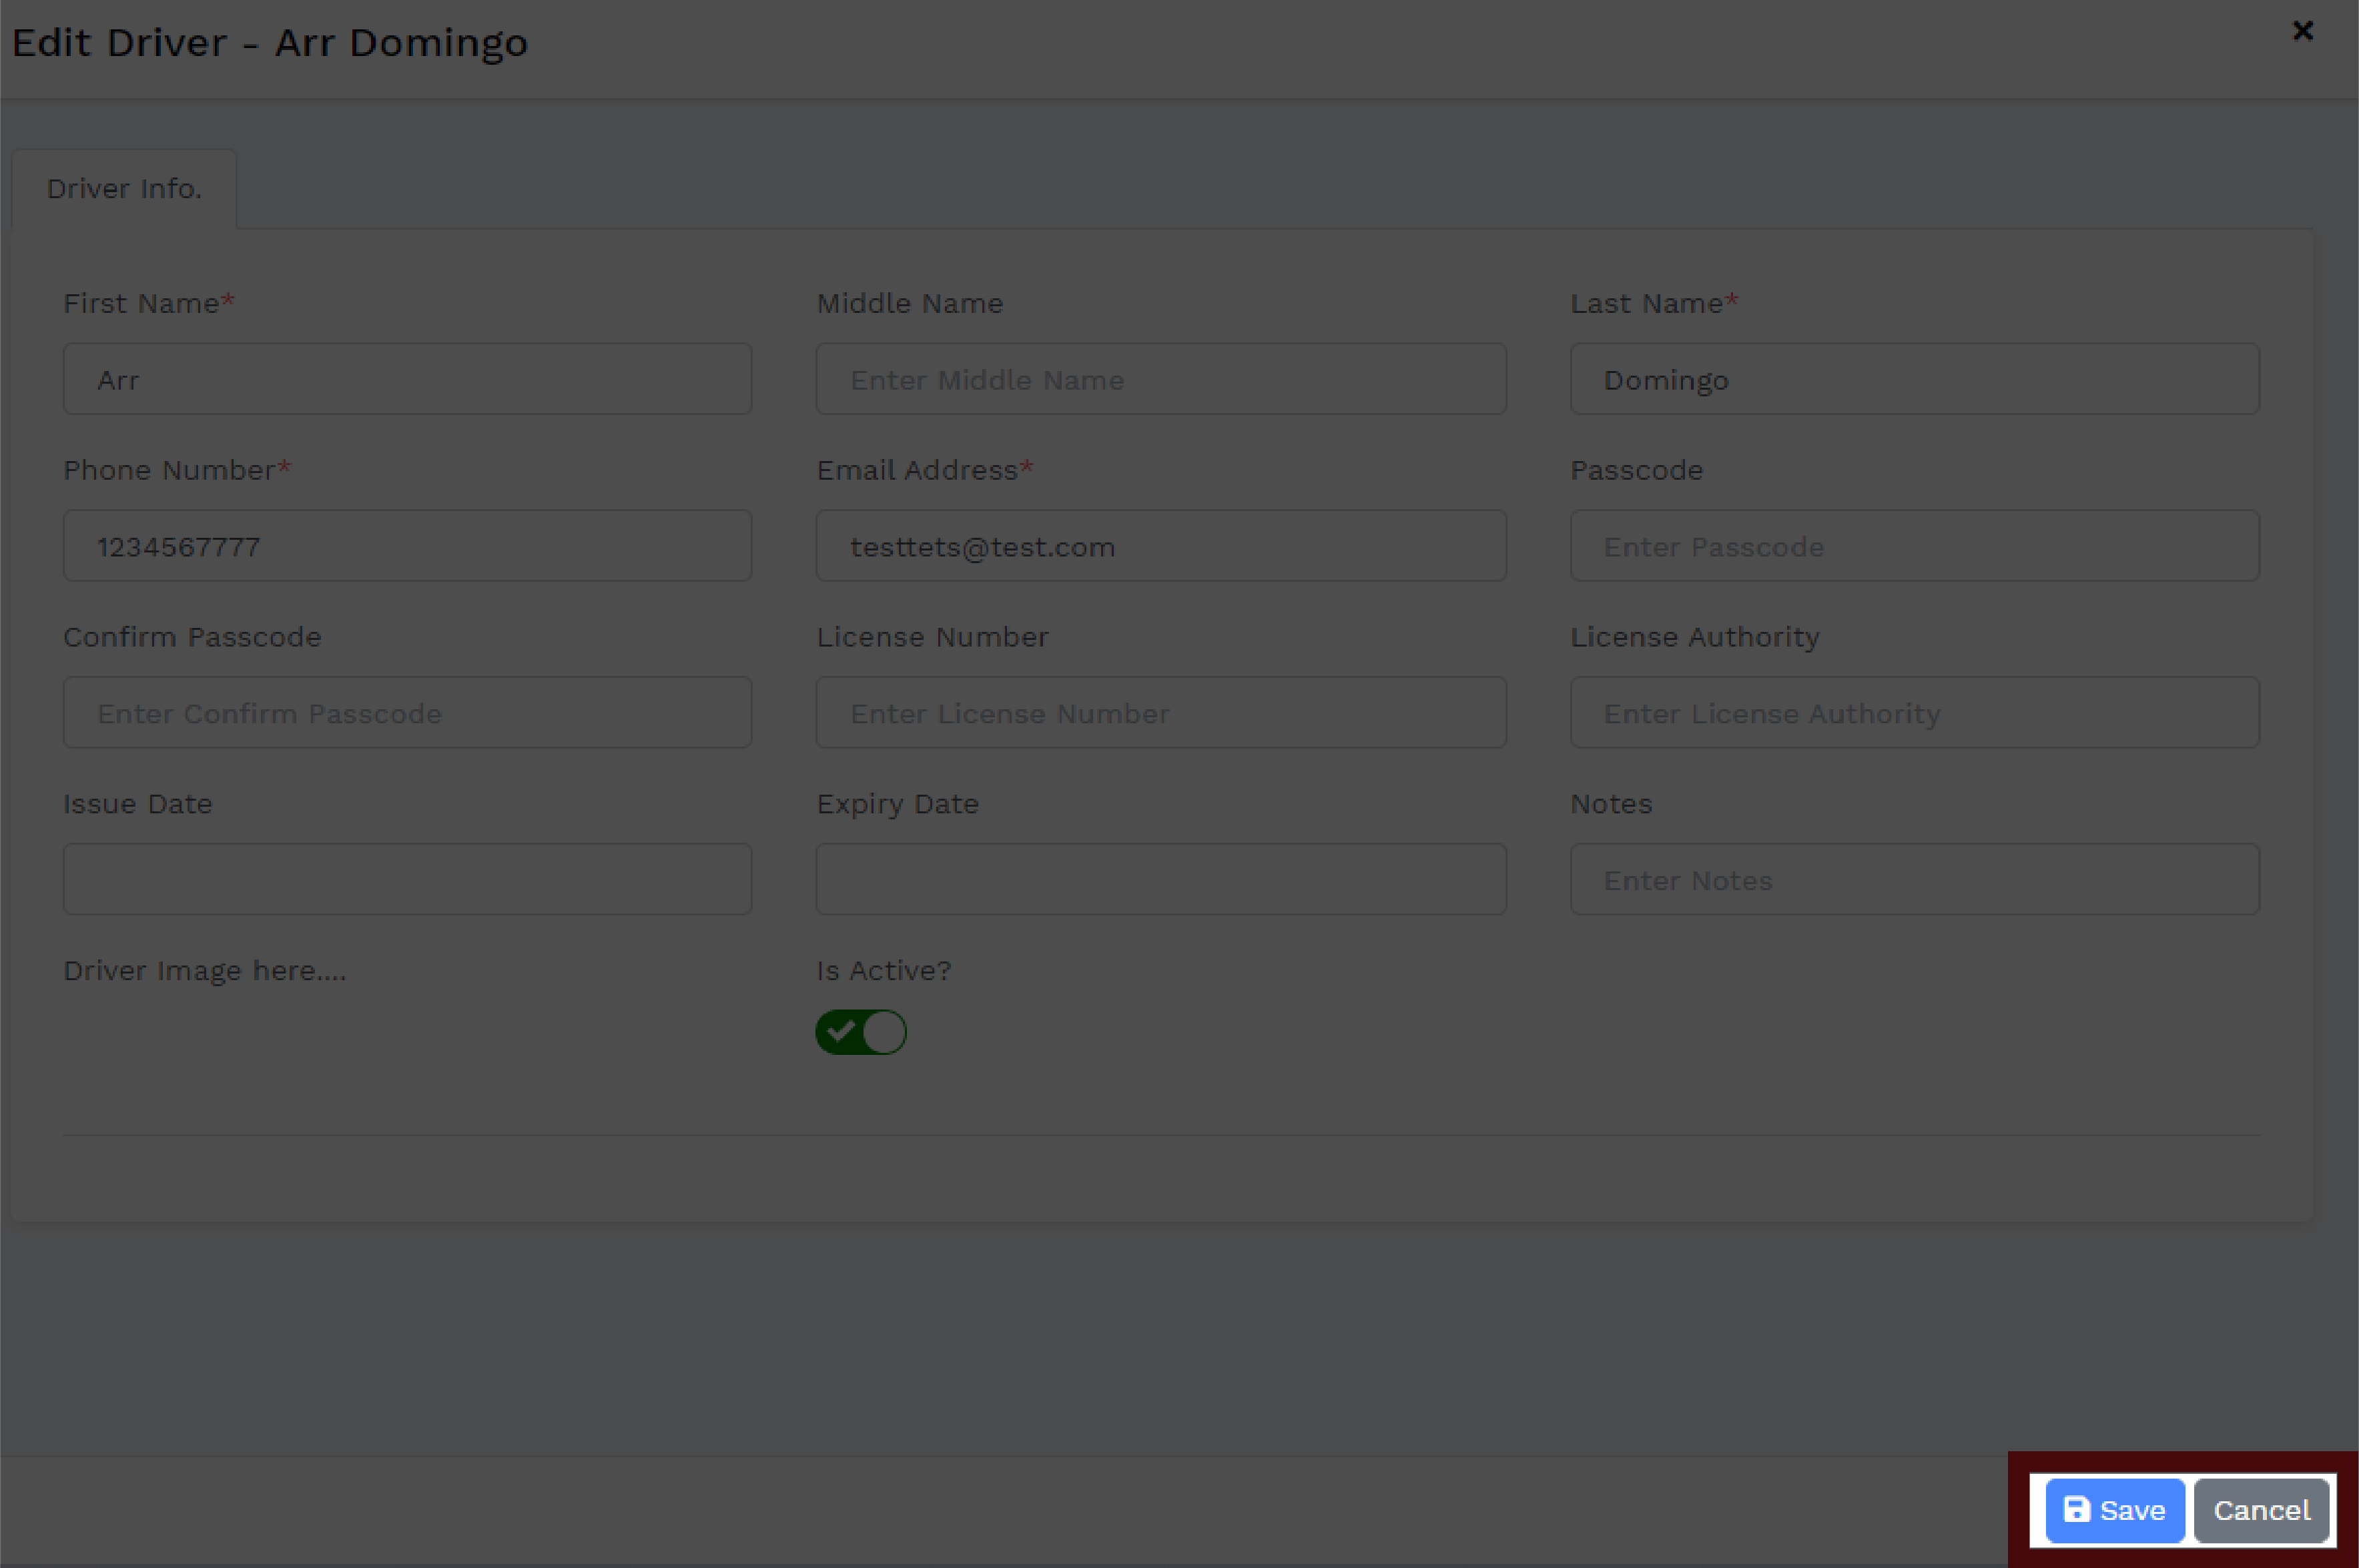 Edit Driver - Arr Domingo
Driver Info.
First Name* Middle Name Last Name*
Arr Enter Middle Name Domingo
Phone Number* Email Address* Passcode
1234567777 testtets@test.com Enter Passcode
Confirm Passcode License Number License Authority
Enter Confirm Passcode Enter License Number Enter License Authority
Issue Date Expiry Date Notes
Enter Notes
Driver Image here.... Is Active?
Save Cancel